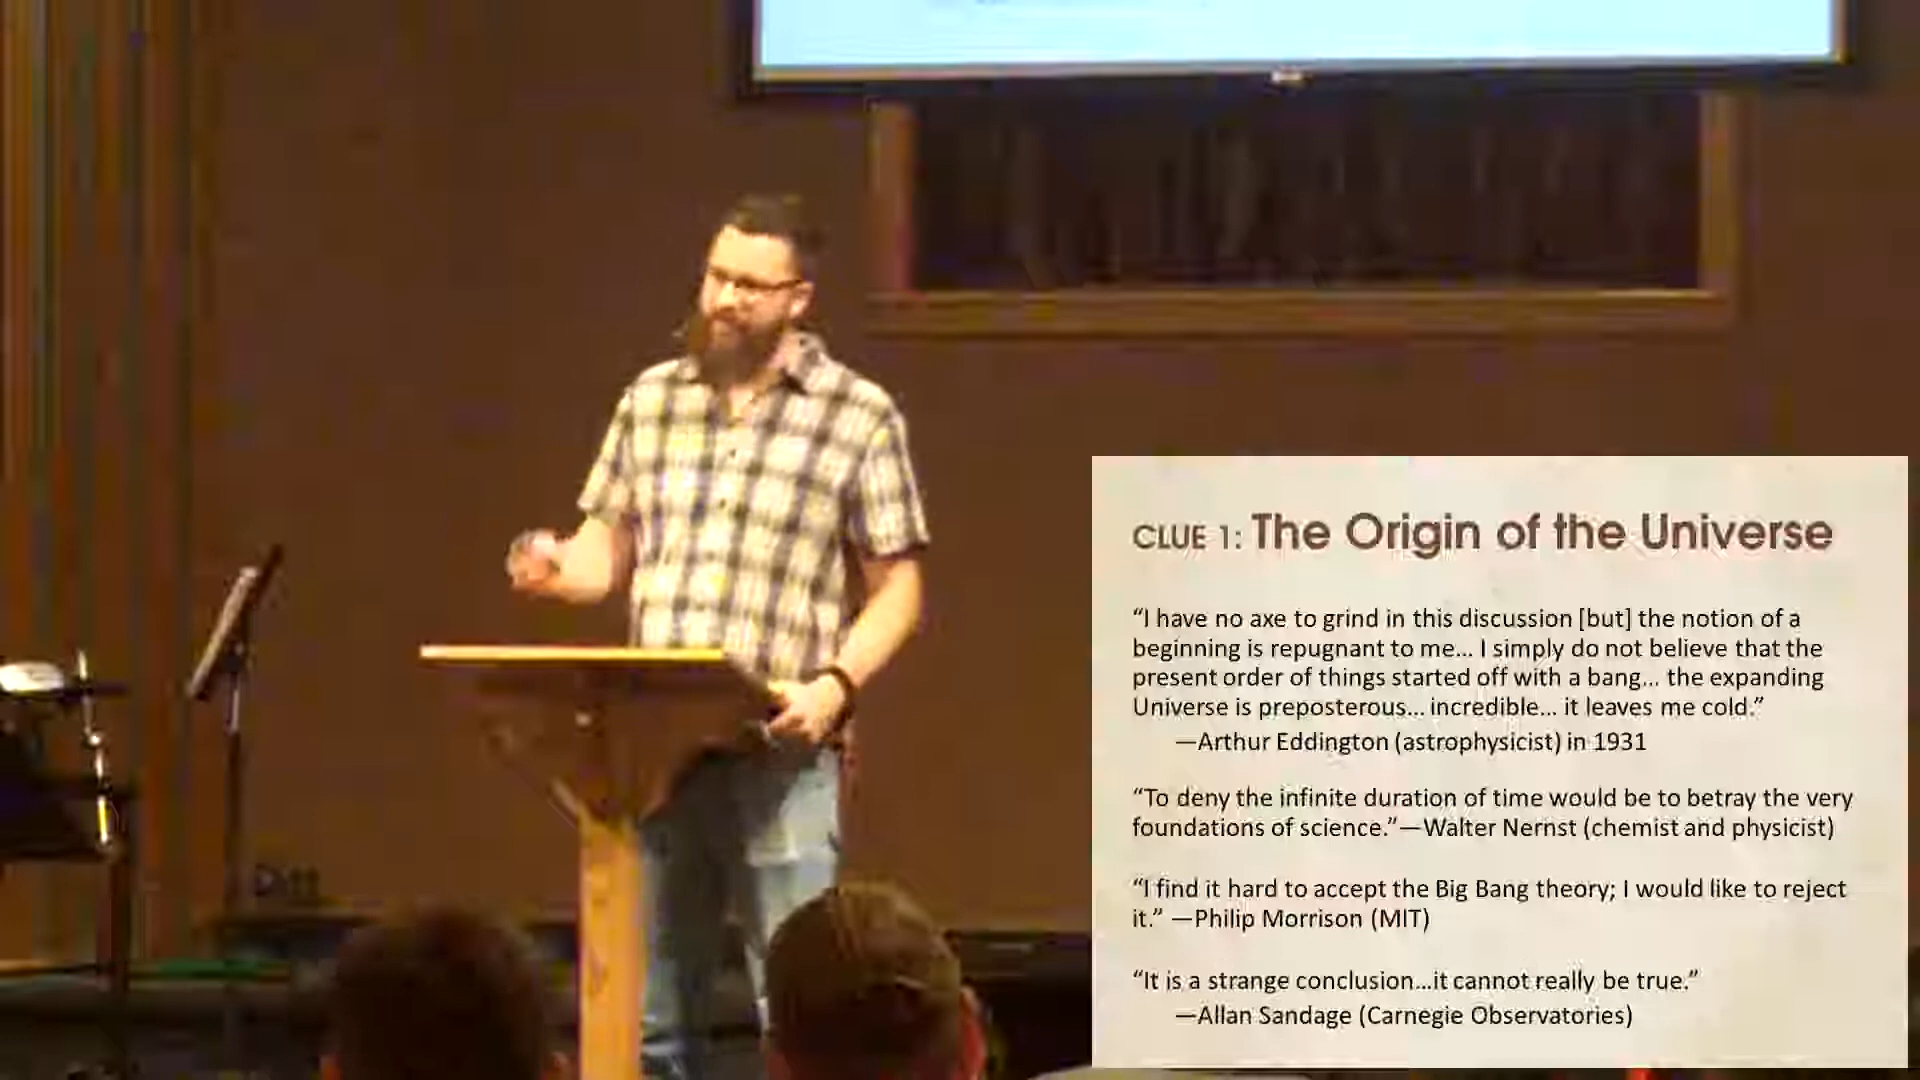 CLUE 1: The Origin of the Universe
“I have no axe to grind in this discussion [but] the notion of a
beginning is repugnant to me... I simply do not believe that the
present order of things started off with a bang... the expanding
Universe is preposterous... incredible... it leaves me cold.”
—Arthur Eddington (astrophysicist) in 1931
“To deny the infinite duration of time would be to betray the very
foundations of science.”—Walter Nernst (chemist and physicist)
“I find it hard to accept the Big Bang theory; I would like to reject
it.” —Philip Morrison (MIT)
“It is a strange conclusion...it cannot really be true.”
—Allan Sandage (Carnegie Observatories)